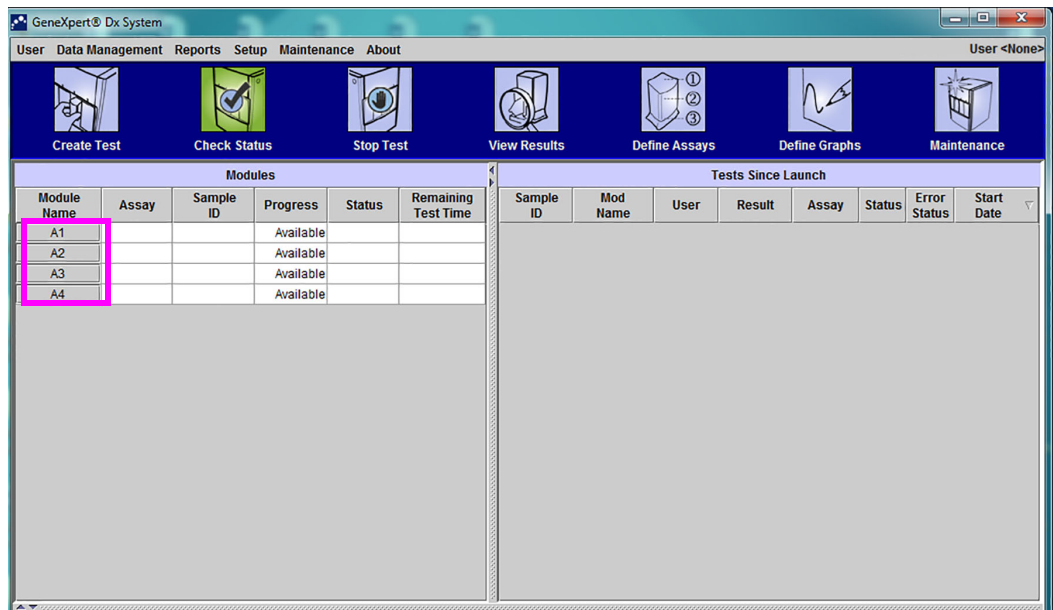 GeneXpert® Dx System
User Data Management Reports Setup Maintenance About User <None>
Create Test Check Status Stop Test View Results Define Assays Define Graphs Maintenance
① ② ③
Modules Tests Since Launch
Module Name Assay Sample ID Progress Status Remaining Test Time Sample ID Mod Name User Result Assay Status Error Status Start Date
A1 Available
A2 Available
A3 Available
A4 Available